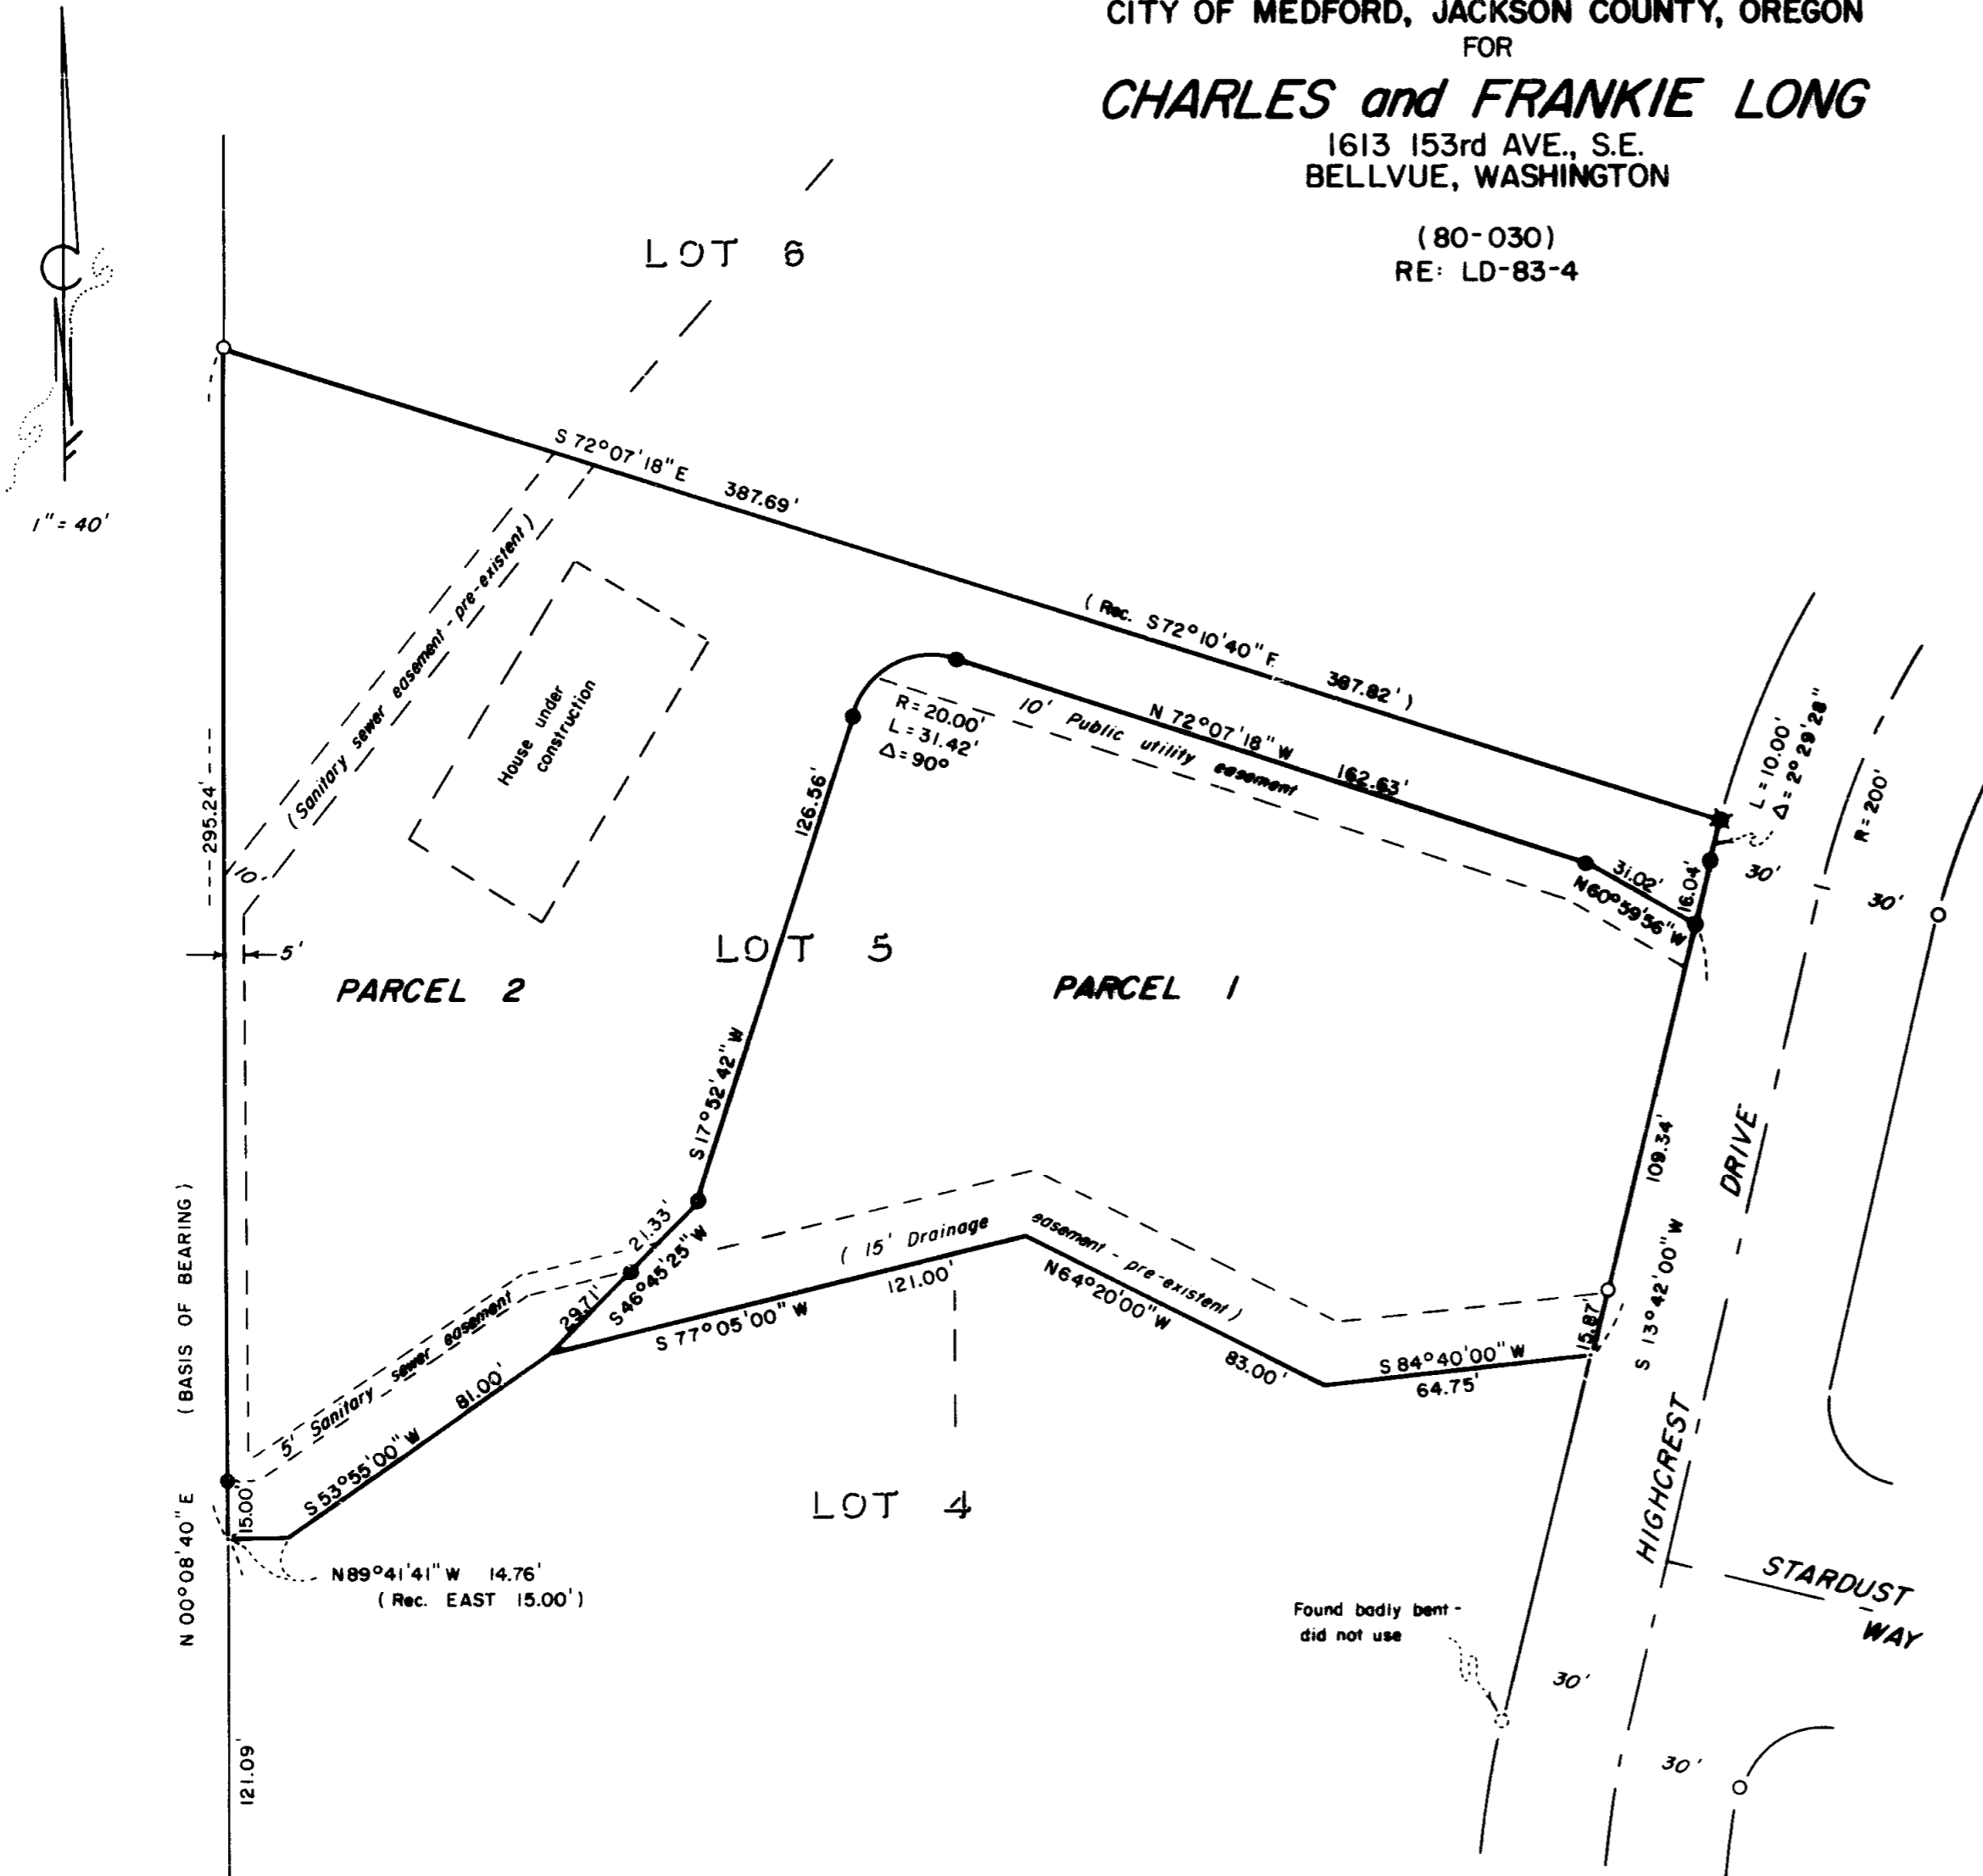 CITY OF MEDFORD, JACKSON COUNTY, OREGON
FOR
CHARLES and FRANKIE LONG
1613 153rd AVE., S.E.
BELLVUE, WASHINGTON
(80-030)
RE: LD-83-4
1" = 40'
LOT 6
S 72°07'18" E 387.69'
(Rec. S72°10'40" E 387.82')
(Sanitary sewer easement - pre-existent)
House under
construction
R=20.00'
L=31.42'
Δ=90°
10' Public utility easement
N 72°07'18" W 162.63'
31.02'
N60°59'56" W
16.04'
L=10.00'
Δ=2°29'28"
R=200'
30'
30'
295.24'
10'
5'
126.56'
S 17°52'42" W
LOT 5
PARCEL 2
PARCEL 1
109.34'
S 13°42'00" W
HIGHCREST DRIVE
(BASIS OF BEARING)
N 00°08'40" E
21.33'
29.71'
S 46°45'25" W
(15' Drainage easement - pre-existent)
121.00'
S 77°05'00" W
N64°20'00" W
83.00'
S 84°40'00" W
64.75'
15.87'
5' Sanitary sewer easement
81.00'
S 53°55'00" W
15.00'
N89°41'41" W 14.76'
(Rec. EAST 15.00')
LOT 4
STARDUST
WAY
Found badly bent -
did not use
30'
30'
121.09'